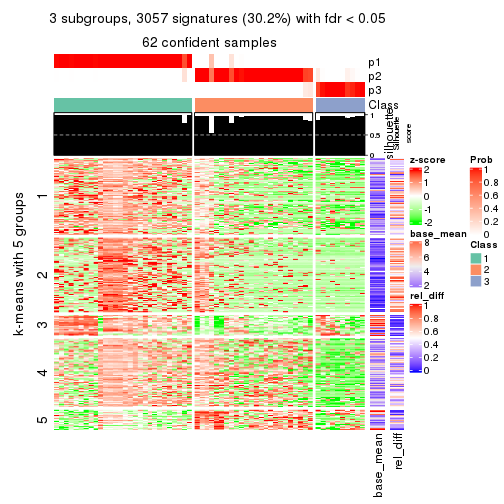 3 subgroups, 3057 signatures (30.2%) with fdr < 0.05
62 confident samples
p1
p2
p3
Class
1
0.5
0
silhouette
Silhouette
score
k-means with 5 groups
1
2
3
4
5
base_mean
rel_diff
z-score
2
1
0
-1
-2
base_mean
8
6
4
2
rel_diff
1
0.8
0.6
0.4
0.2
0
Prob
1
0.8
0.6
0.4
0.2
0
Class
1
2
3